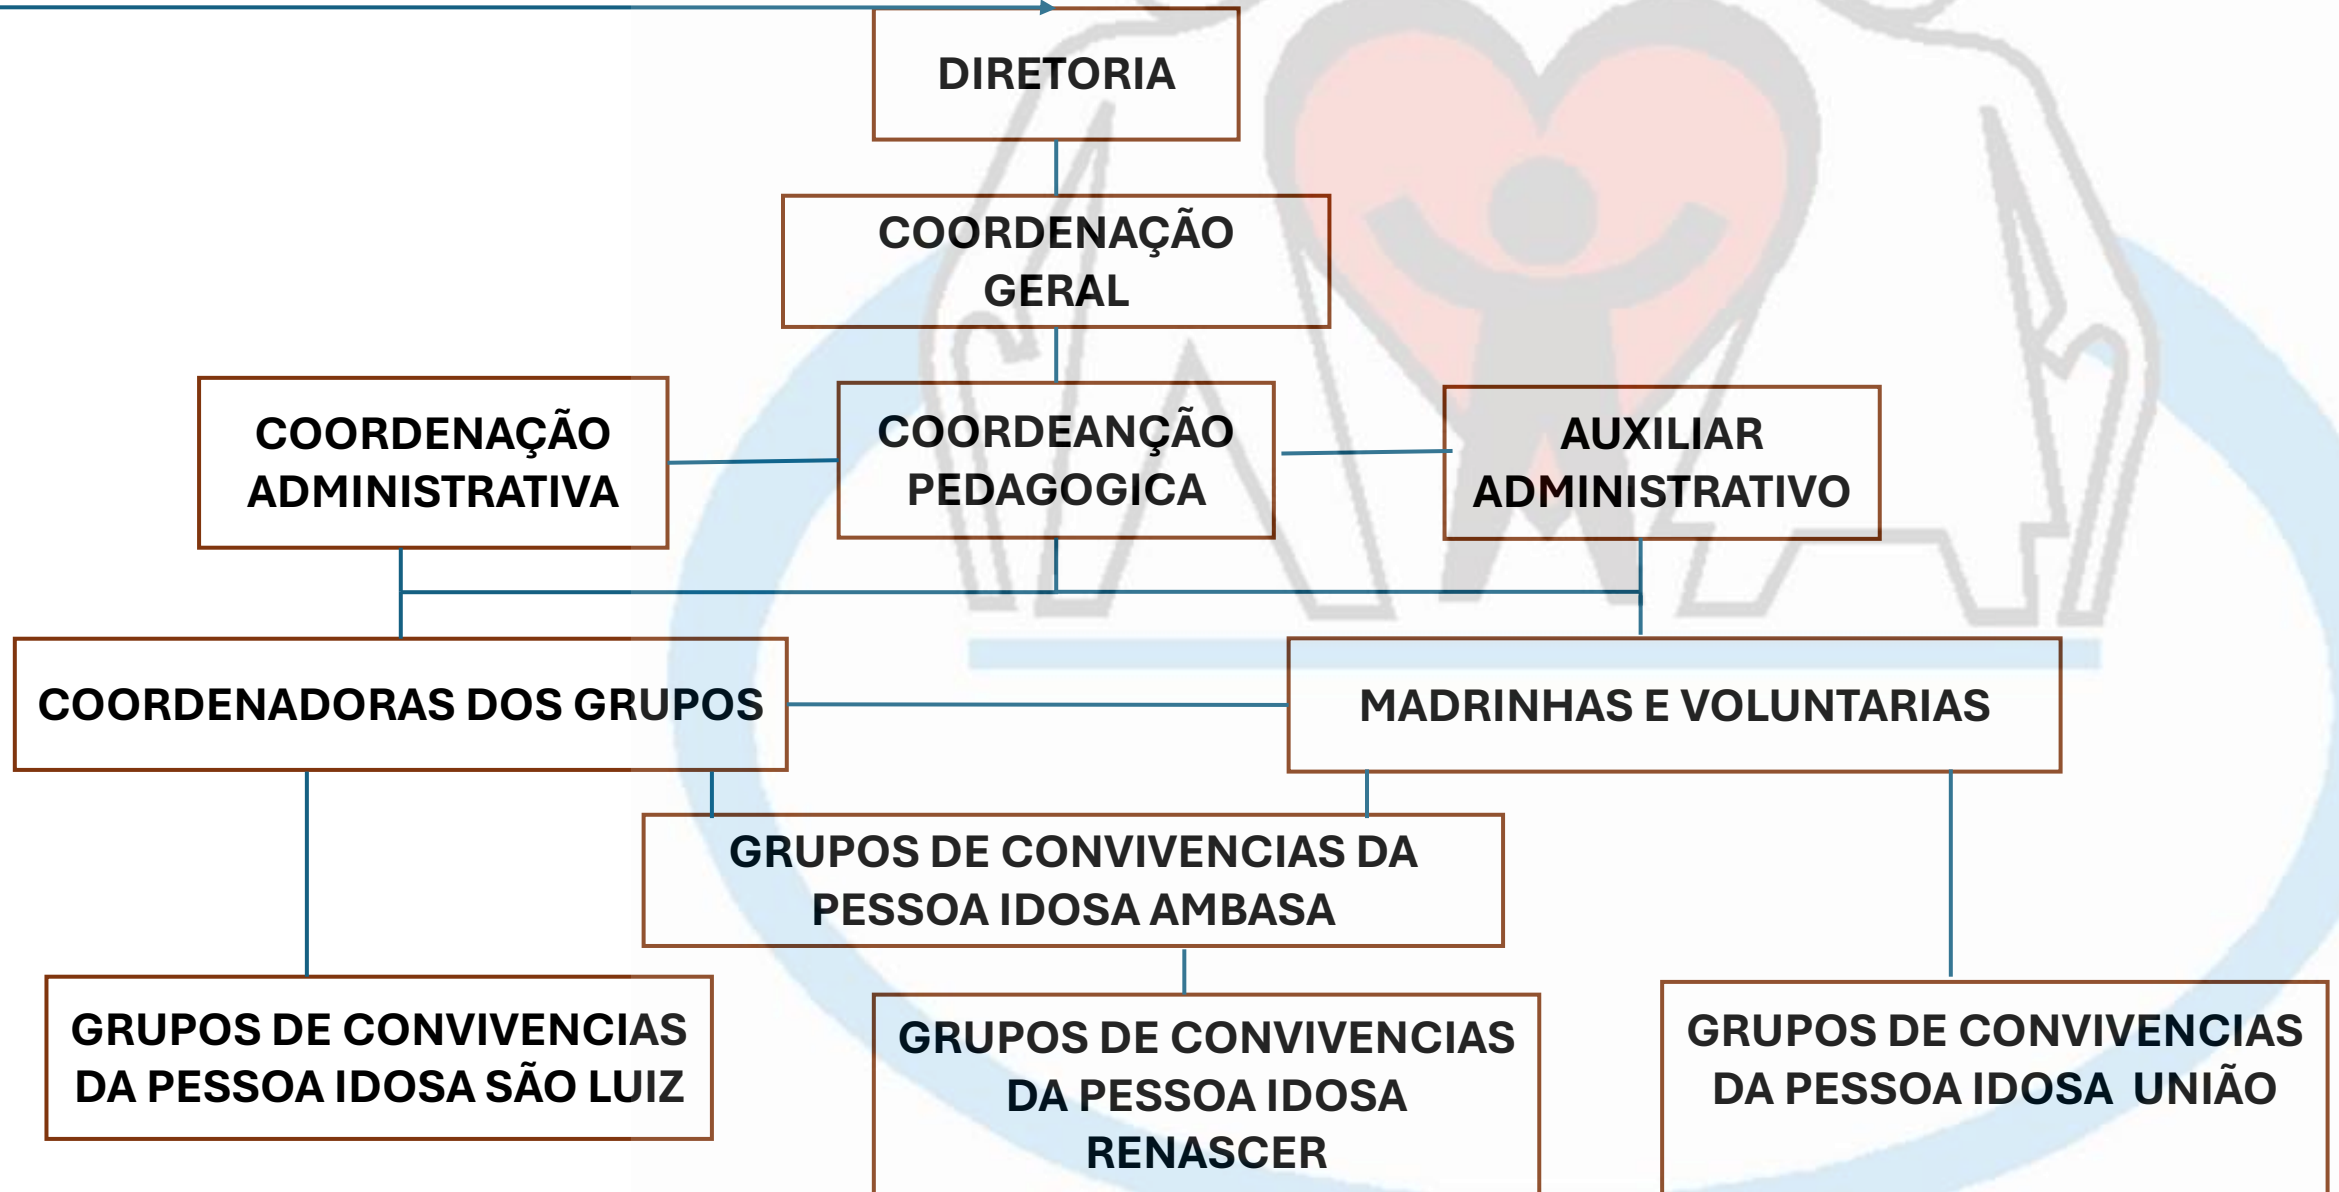 DIRETORIA
COORDENAÇÃO
GERAL
COORDENAÇÃO
ADMINISTRATIVA
COORDEANÇÃO
PEDAGOGICA
AUXILIAR
ADMINISTRATIVO
COORDENADORAS DOS GRUPOS
MADRINHAS E VOLUNTARIAS
GRUPOS DE CONVIVENCIAS DA
PESSOA IDOSA AMBASA
GRUPOS DE CONVIVENCIAS
DA PESSOA IDOSA SÃO LUIZ
GRUPOS DE CONVIVENCIAS
DA PESSOA IDOSA
RENASCER
GRUPOS DE CONVIVENCIAS
DA PESSOA IDOSA  UNIÃO